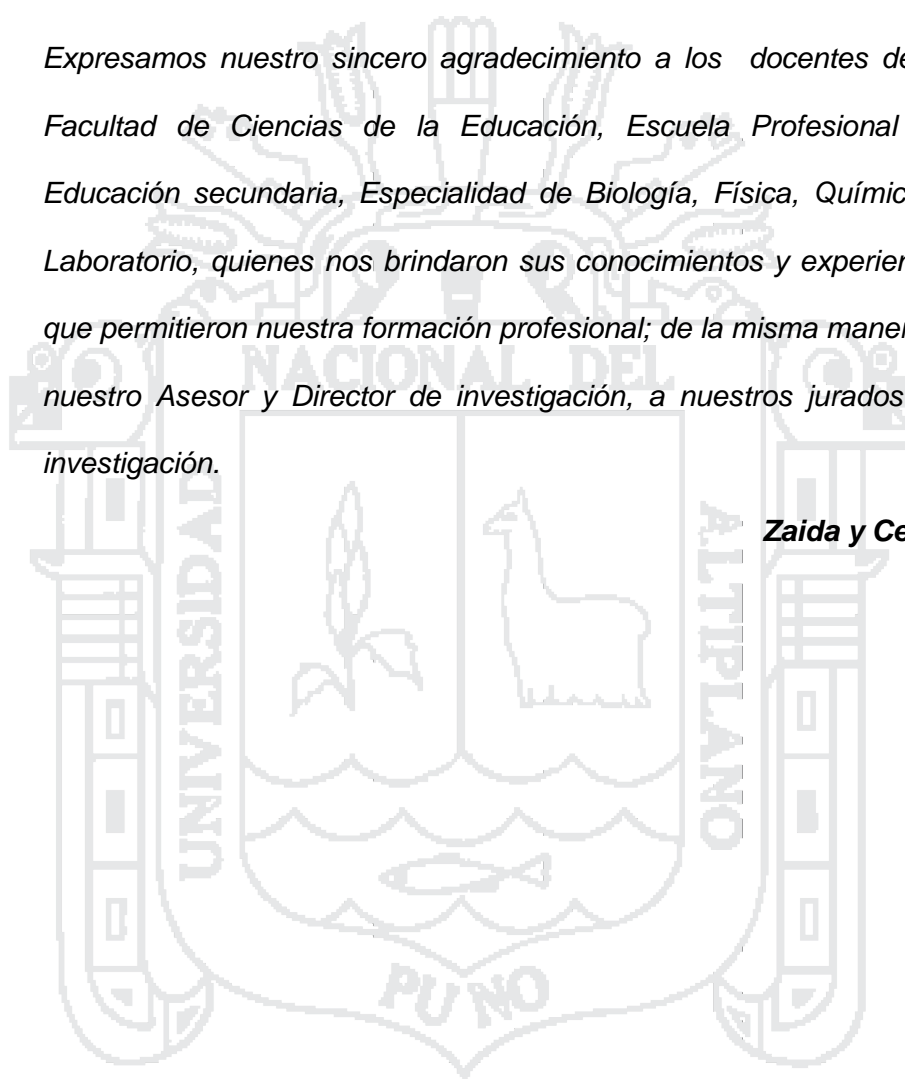 Expresamos nuestro sincero agradecimiento a los docentes de
Facultad de Ciencias de la Educación, Escuela Profesional
Educación secundaria, Especialidad de Biología, Física, Químic
Laboratorio, quienes nos brindaron sus conocimientos y experien
que permitieron nuestra formación profesional; de la misma maner
nuestro Asesor y Director de investigación, a nuestros jurados
investigación.
Zaida y Ce
UNIVERSIDAD
NACIONAL DEL
ALTIPLANO
PUNO